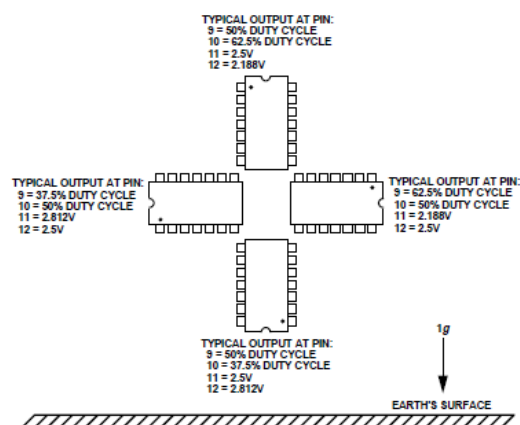 TYPICAL OUTPUT AT PIN:
9 = 50% DUTY CYCLE
10 = 62.5% DUTY CYCLE
11 = 2.5V
12 = 2.188V
TYPICAL OUTPUT AT PIN:
9 = 37.5% DUTY CYCLE
10 = 50% DUTY CYCLE
11 = 2.812V
12 = 2.5V
TYPICAL OUTPUT AT PIN:
9 = 62.5% DUTY CYCLE
10 = 50% DUTY CYCLE
11 = 2.188V
12 = 2.5V
TYPICAL OUTPUT AT PIN:
9 = 50% DUTY CYCLE
10 = 37.5% DUTY CYCLE
11 = 2.5V
12 = 2.812V
1g
EARTH'S SURFACE